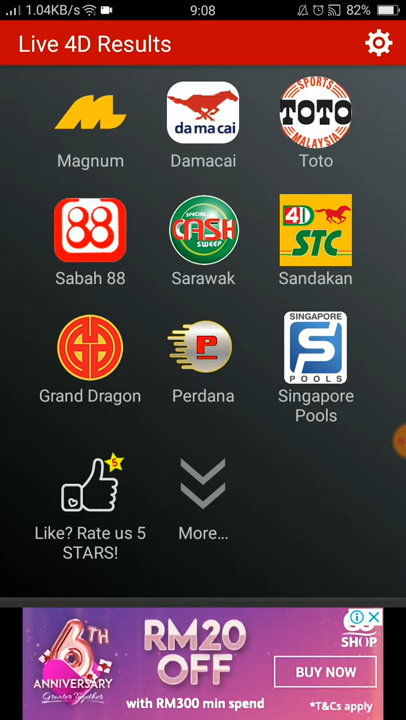 1.04KB/s 9:08 82%
Live 4D Results
da ma cai
SPORTS
TOTO
MALAYSIA
Magnum Damacai Toto
88
SPECIAL
CASH
SWEEP
4D
STC
Sabah 88 Sarawak Sandakan
P
SINGAPORE
S
POOLS
Grand Dragon Perdana Singapore
Pools
5
Like? Rate us 5
STARS!
More...
6TH
ANNIVERSARY
Greater Together
RM20
OFF
with RM300 min spend
SHOP
BUY NOW
*T&Cs apply